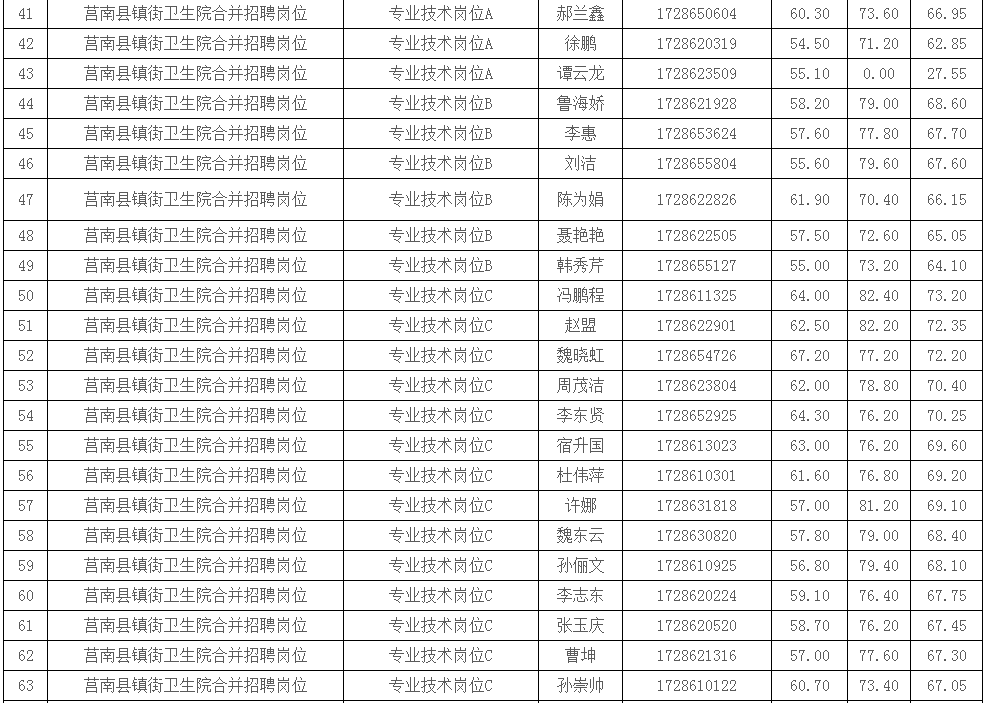 41 莒南县镇街卫生院合并招聘岗位 专业技术岗位A 郝兰鑫 1728650604 60.30 73.60 66.95
42 莒南县镇街卫生院合并招聘岗位 专业技术岗位A 徐鹏 1728620319 54.50 71.20 62.85
43 莒南县镇街卫生院合并招聘岗位 专业技术岗位A 谭云龙 1728623509 55.10 0.00 27.55
44 莒南县镇街卫生院合并招聘岗位 专业技术岗位B 鲁海娇 1728621928 58.20 79.00 68.60
45 莒南县镇街卫生院合并招聘岗位 专业技术岗位B 李惠 1728653624 57.60 77.80 67.70
46 莒南县镇街卫生院合并招聘岗位 专业技术岗位B 刘洁 1728655804 55.60 79.60 67.60
47 莒南县镇街卫生院合并招聘岗位 专业技术岗位B 陈为娟 1728622826 61.90 70.40 66.15
48 莒南县镇街卫生院合并招聘岗位 专业技术岗位B 聂艳艳 1728622505 57.50 72.60 65.05
49 莒南县镇街卫生院合并招聘岗位 专业技术岗位B 韩秀芹 1728655127 55.00 73.20 64.10
50 莒南县镇街卫生院合并招聘岗位 专业技术岗位C 冯鹏程 1728611325 64.00 82.40 73.20
51 莒南县镇街卫生院合并招聘岗位 专业技术岗位C 赵盟 1728622901 62.50 82.20 72.35
52 莒南县镇街卫生院合并招聘岗位 专业技术岗位C 魏晓虹 1728654726 67.20 77.20 72.20
53 莒南县镇街卫生院合并招聘岗位 专业技术岗位C 周茂洁 1728623804 62.00 78.80 70.40
54 莒南县镇街卫生院合并招聘岗位 专业技术岗位C 李东贤 1728652925 64.30 76.20 70.25
55 莒南县镇街卫生院合并招聘岗位 专业技术岗位C 宿升国 1728613023 63.00 76.20 69.60
56 莒南县镇街卫生院合并招聘岗位 专业技术岗位C 杜伟萍 1728610301 61.60 76.80 69.20
57 莒南县镇街卫生院合并招聘岗位 专业技术岗位C 许娜 1728631818 57.00 81.20 69.10
58 莒南县镇街卫生院合并招聘岗位 专业技术岗位C 魏东云 1728630820 57.80 79.00 68.40
59 莒南县镇街卫生院合并招聘岗位 专业技术岗位C 孙俪文 1728610925 56.80 79.40 68.10
60 莒南县镇街卫生院合并招聘岗位 专业技术岗位C 李志东 1728620224 59.10 76.40 67.75
61 莒南县镇街卫生院合并招聘岗位 专业技术岗位C 张玉庆 1728620520 58.70 76.20 67.45
62 莒南县镇街卫生院合并招聘岗位 专业技术岗位C 曹坤 1728621316 57.00 77.60 67.30
63 莒南县镇街卫生院合并招聘岗位 专业技术岗位C 孙崇帅 1728610122 60.70 73.40 67.05